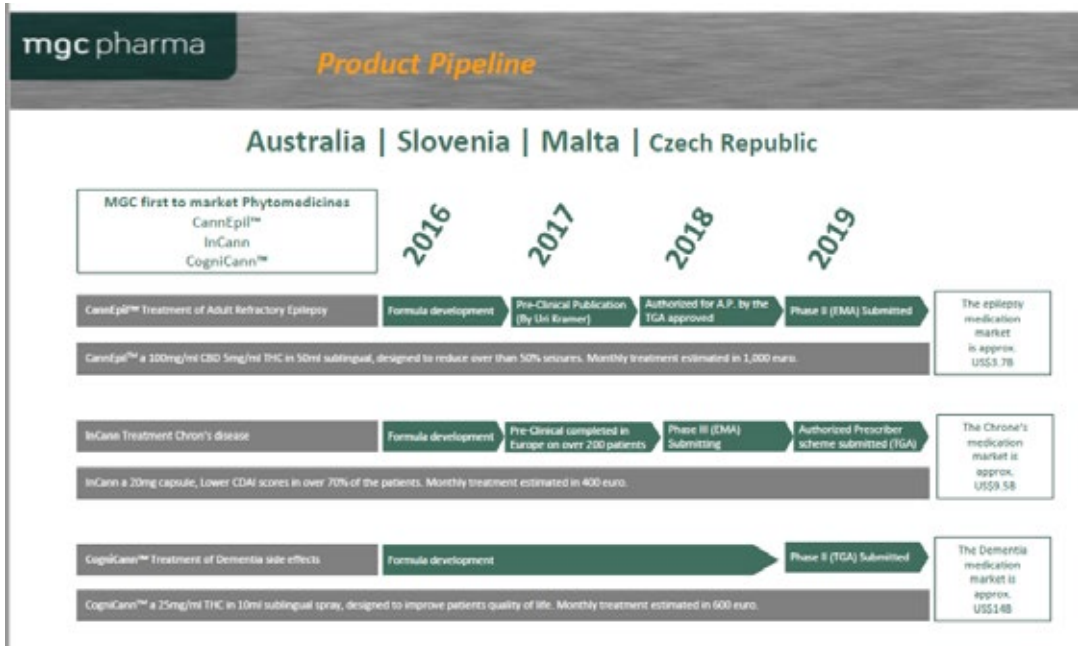 mgc pharma
Product Pipeline
Australia | Slovenia | Malta | Czech Republic
MGC first to market Phytomedicines
CannEpil™
InCann
CogniCann™
2016
2017
2018
2019
CannEpil™ Treatment of Adult Refractory Epilepsy
Formula development
Pre-Clinical Publication
(By Uri Kramer)
Authorized for A.P. by the
TGA approved
Phase II (EMA) Submitted
The epilepsy
medication
market
is approx.
US$3.7B
CannEpil™ a 100mg/ml CBD 5mg/ml THC in 50ml sublingual, designed to reduce over than 50% seizures. Monthly treatment estimated in 1,000 euro.
InCann Treatment Chron's disease
Formula development
Pre-Clinical completed in
Europe on over 200 patients
Phase III (EMA)
Submitting
Authorized Prescriber
scheme submitted (TGA)
The Chrone's
medication
market is
approx.
US$9.5B
InCann a 20mg capsule, Lower CDAI scores in over 70% of the patients. Monthly treatment estimated in 400 euro.
CogniCann™ Treatment of Dementia side effects
Formula development
Phase II (TGA) Submitted
The Dementia
medication
market is
approx.
US$14B
CogniCann™ a 25mg/ml THC in 10ml sublingual spray, designed to improve patients quality of life. Monthly treatment estimated in 600 euro.